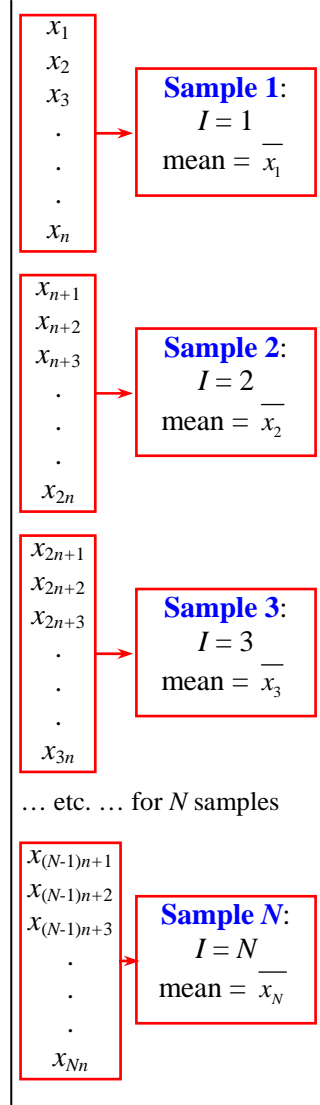 x₁
x₂
x₃
.
.
.
xₙ
Sample 1:
I = 1
mean = x̅₁
xₙ₊₁
xₙ₊₂
xₙ₊₃
.
.
.
x₂ₙ
Sample 2:
I = 2
mean = x̅₂
x₂ₙ₊₁
x₂ₙ₊₂
x₂ₙ₊₃
.
.
.
x₃ₙ
Sample 3:
I = 3
mean = x̅₃
… etc. … for N samples
x₍N-1₎ₙ₊₁
x₍N-1₎ₙ₊₂
x₍N-1₎ₙ₊₃
.
.
.
x_Nn
Sample N:
I = N
mean = x̅_N